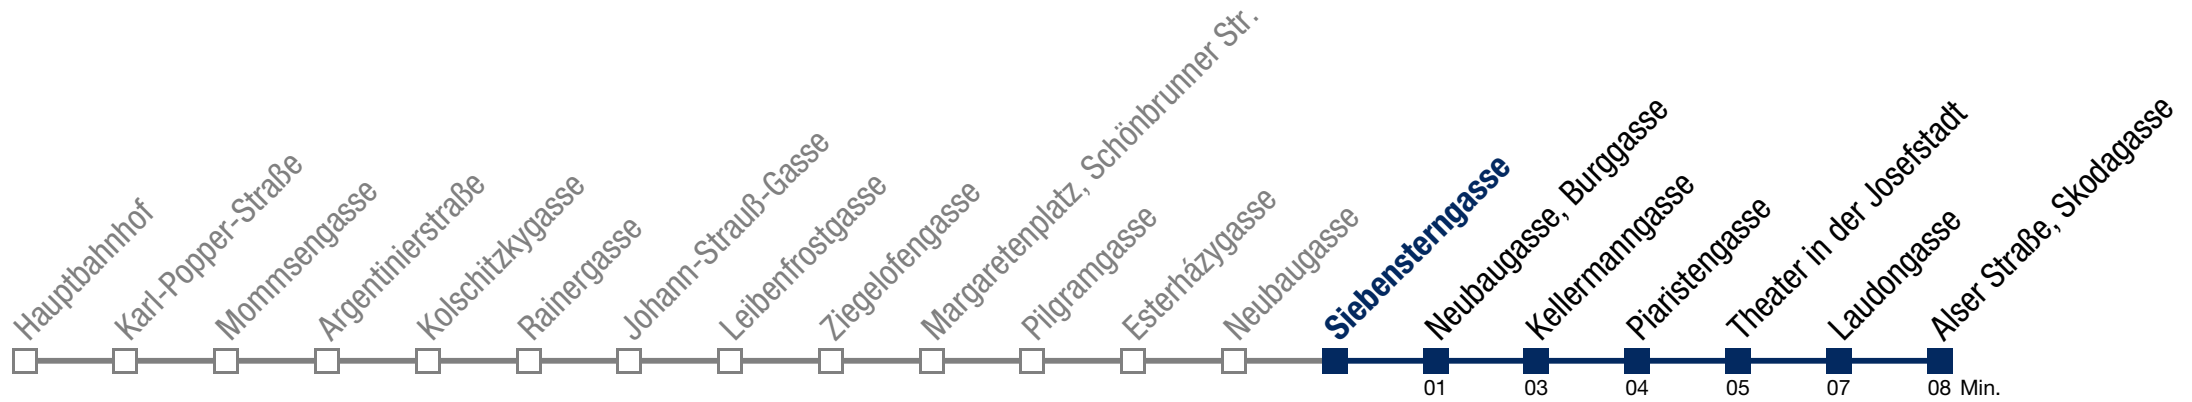 Hauptbahnhof
Karl-Popper-Straße
Mommsengasse
Argentinierstraße
Kolschitzkygasse
Rainergasse
Johann-Strauß-Gasse
Leibenfrostgasse
Ziegelofengasse
Margaretenplatz, Schönbrunner Str.
Pilgramgasse
Esterházygasse
Neubaugasse
Siebensterngasse
Neubaugasse, Burggasse
Kellermanngasse
Piaristengasse
Theater in der Josefstadt
Laudongasse
Alser Straße, Skodagasse
01 03 04 05 07 08 Min.